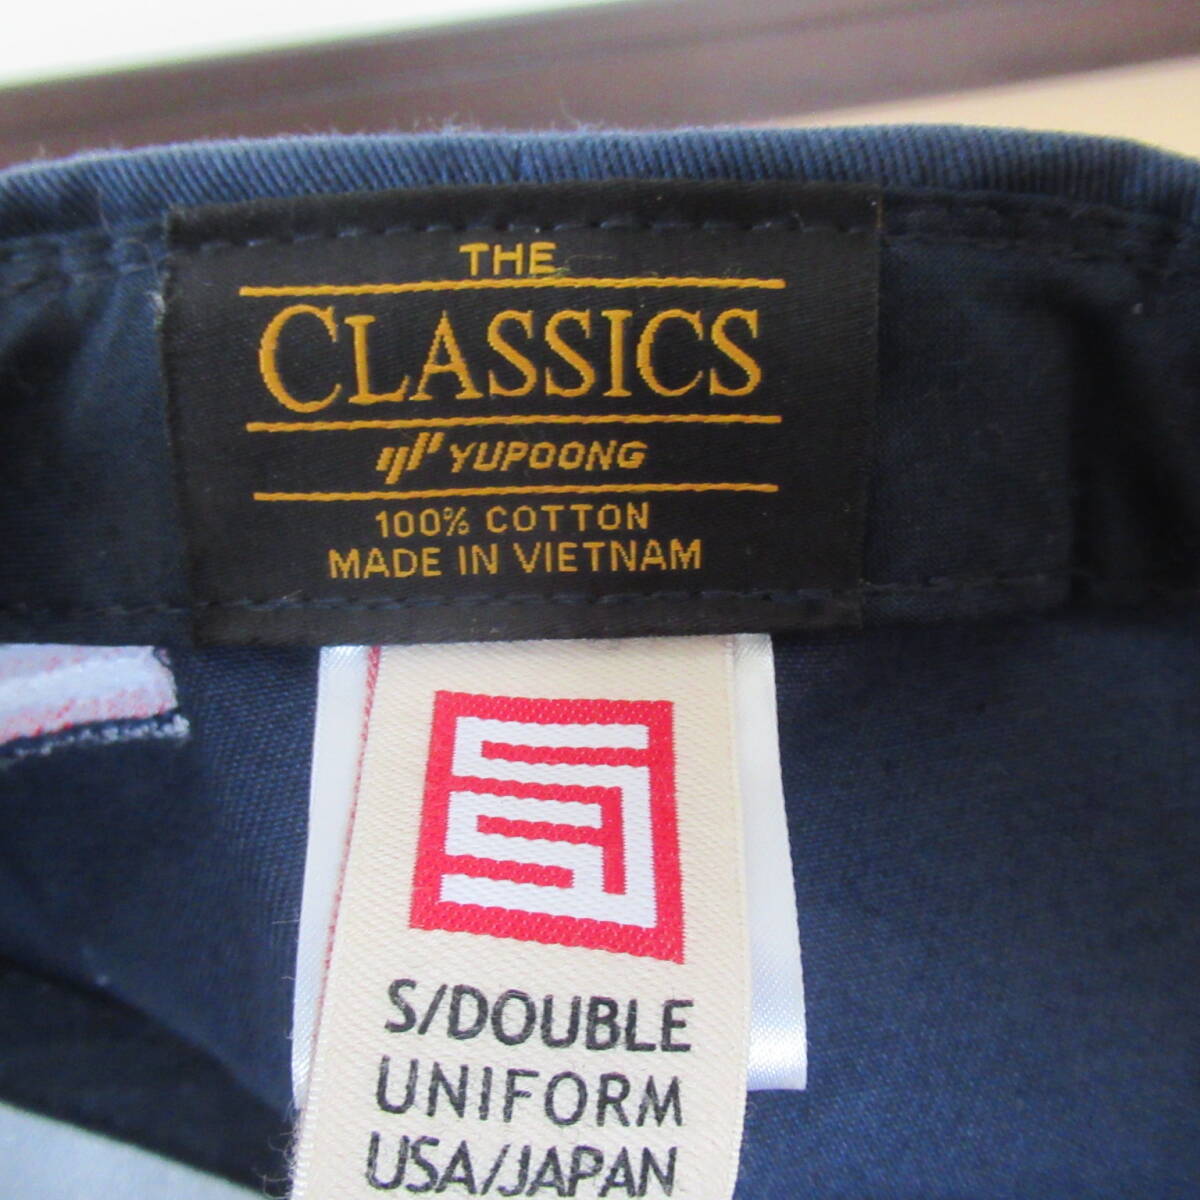 THE
CLASSICS
YUPOONG
100% COTTON
MADE IN VIETNAM
S/DOUBLE
UNIFORM
USA/JAPAN